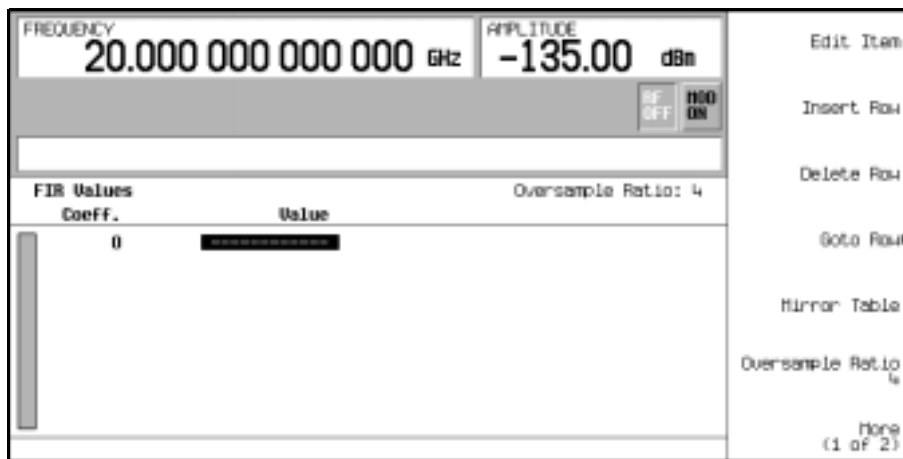 FREQUENCY
20.000 000 000 000 GHz
AMPLITUDE
-135.00 dBm
RF OFF
MOD ON
FIR Values
Oversample Ratio: 4
Coeff. Value
0 ------------
Edit Item
Insert Row
Delete Row
Goto Row
Mirror Table
Oversample Ratio
4
More
(1 of 2)